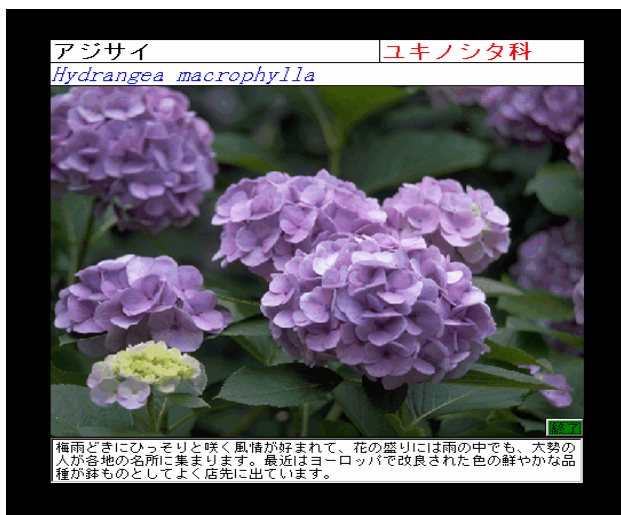 アジサイ ユキノシタ科
Hydrangea macrophylla
終了
梅雨どきにひっそりと咲く風情が好まれて、花の盛りには雨の中でも、大勢の
人が各地の名所に集まります。最近はヨーロッパで改良された色の鮮やかな品
種が鉢ものとしてよく店先に出ています。